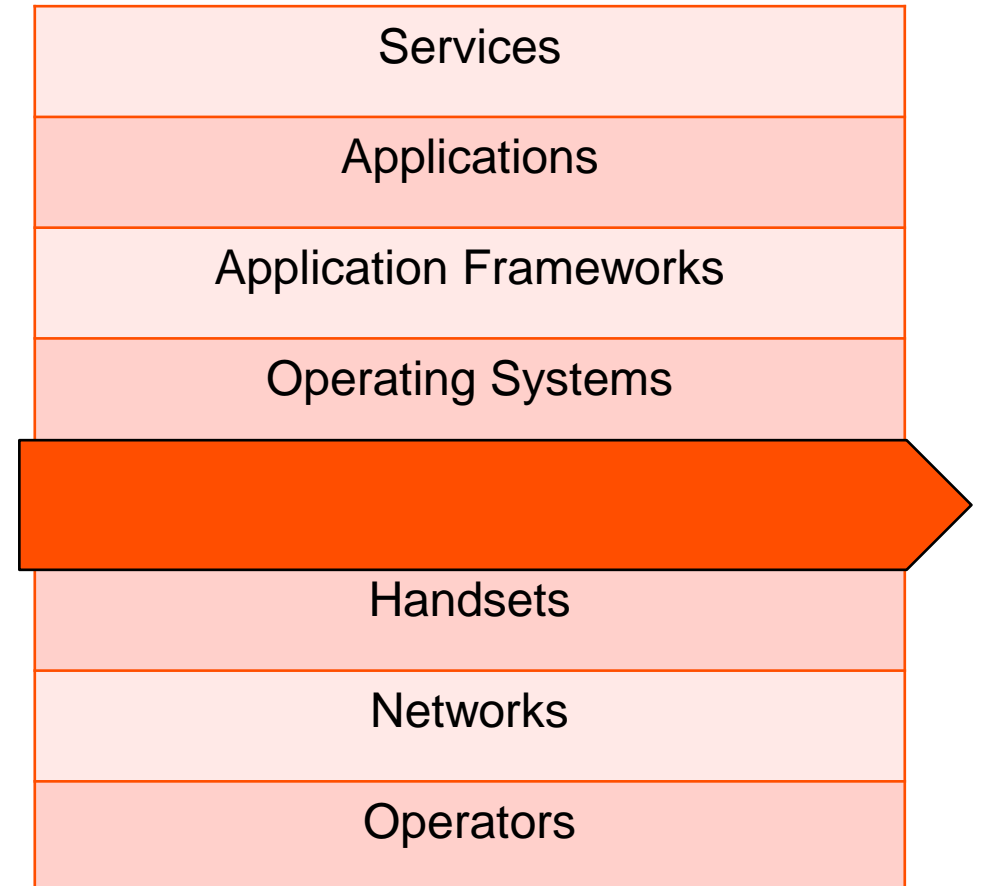 Services
Applications
Application Frameworks
Operating Systems
Handsets
Networks
Operators